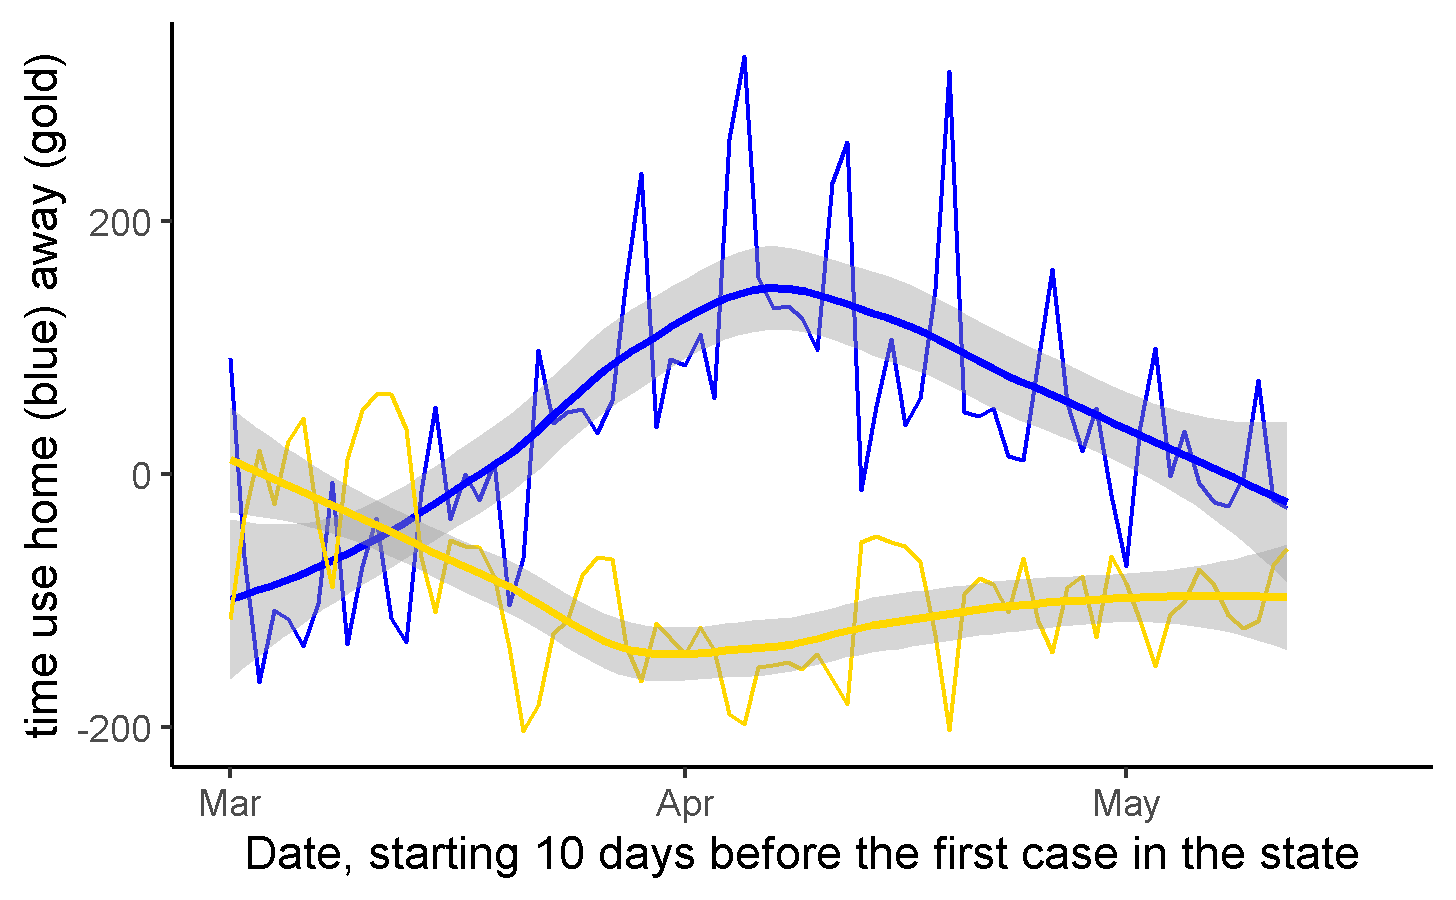 time use home (blue) away (gold)
200
0
-200
Mar
Apr
May
Date, starting 10 days before the first case in the state